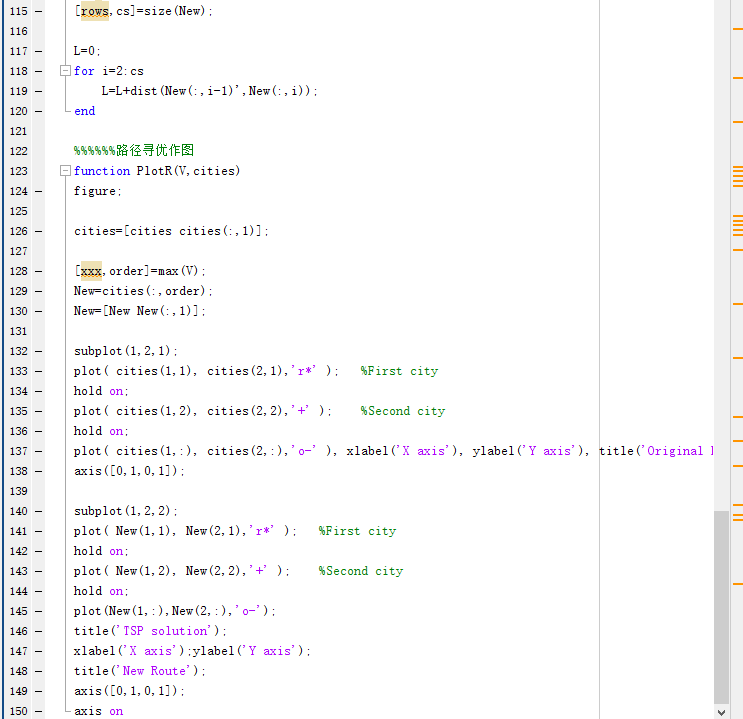 115 – [rows,cs]=size(New);
116
117 – L=0;
118 – for i=2:cs
119 – L=L+dist(New(:,i-1)',New(:,i));
120 – end
121
122 %%%%%%路径寻优作图
123 function PlotR(V,cities)
124 – figure;
125
126 – cities=[cities cities(:,1)];
127
128 – [xxx,order]=max(V);
129 – New=cities(:,order);
130 – New=[New New(:,1)];
131
132 – subplot(1,2,1);
133 – plot( cities(1,1), cities(2,1),'r*' ); %First city
134 – hold on;
135 – plot( cities(1,2), cities(2,2),'+' ); %Second city
136 – hold on;
137 – plot( cities(1,:), cities(2,:),'o-' ), xlabel('X axis'), ylabel('Y axis'), title('Original
138 – axis([0,1,0,1]);
139
140 – subplot(1,2,2);
141 – plot( New(1,1), New(2,1),'r*' ); %First city
142 – hold on;
143 – plot( New(1,2), New(2,2),'+' ); %Second city
144 – hold on;
145 – plot(New(1,:),New(2,:),'o-');
146 – title('TSP solution');
147 – xlabel('X axis');ylabel('Y axis');
148 – title('New Route');
149 – axis([0,1,0,1]);
150 – axis on